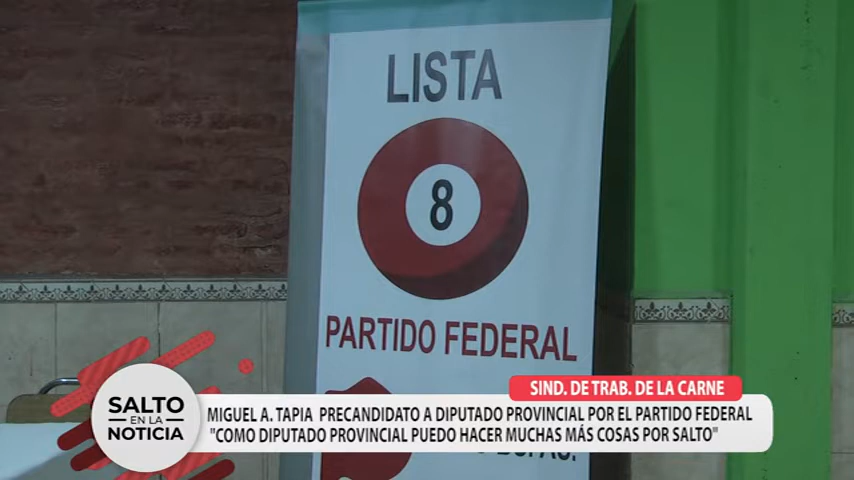 LISTA
8
PARTIDO FEDERAL
SIND. DE TRAB. DE LA CARNE
SALTO
EN LA
NOTICIA
MIGUEL A. TAPIA PRECANDIDATO A DIPUTADO PROVINCIAL POR EL PARTIDO FEDERAL
"COMO DIPUTADO PROVINCIAL PUEDO HACER MUCHAS MÁS COSAS POR SALTO"